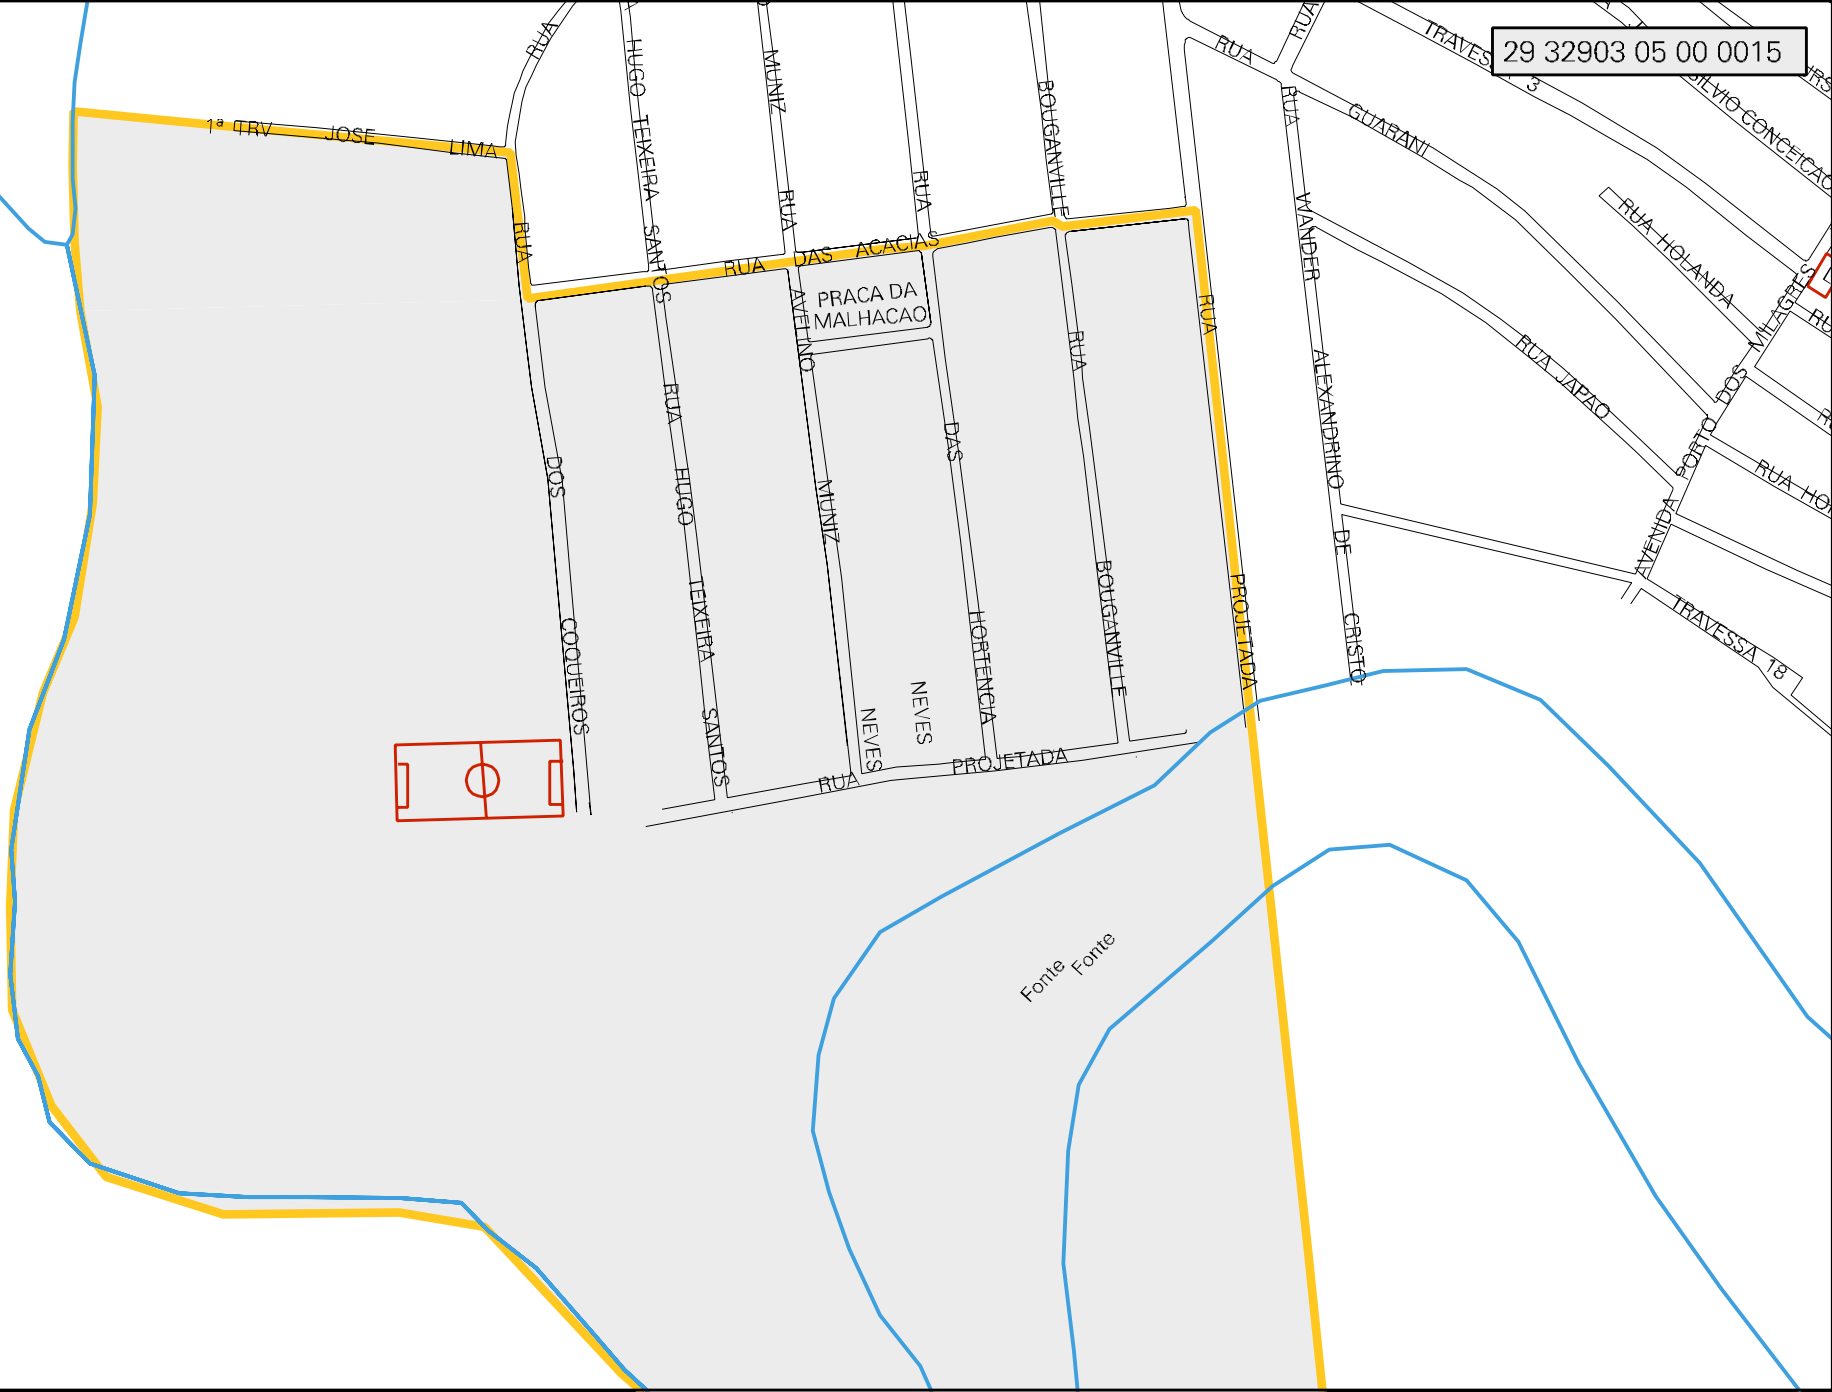 29 32903 05 00 0015
RUA
HUGO TEIXEIRA SANTOS
MUNIZ
RUA
RUA
BOUGANVILLE
RUA
RUA
GUARANI
TRAVESSA 3
SILVIO CONCEICAO
1ª TRV JOSE LIMA
RUA DOS COQUEIROS
RUA DAS ACACIAS
PRACA DA
MALHACAO
AVELINO MUNIZ NEVES
NEVES
RUA HUGO TEIXEIRA SANTOS
DAS HORTENCIA
RUA BOUGANVILLE
RUA PROJETADA
RUA PROJETADA
RUA WANDER ALEXANDRINO DE CRISTO
RUA HOLANDA
RUA JAPAO
AVENIDA PORTO DOS MILAGRES
RUA HO
TRAVESSA 18
Fonte
Fonte